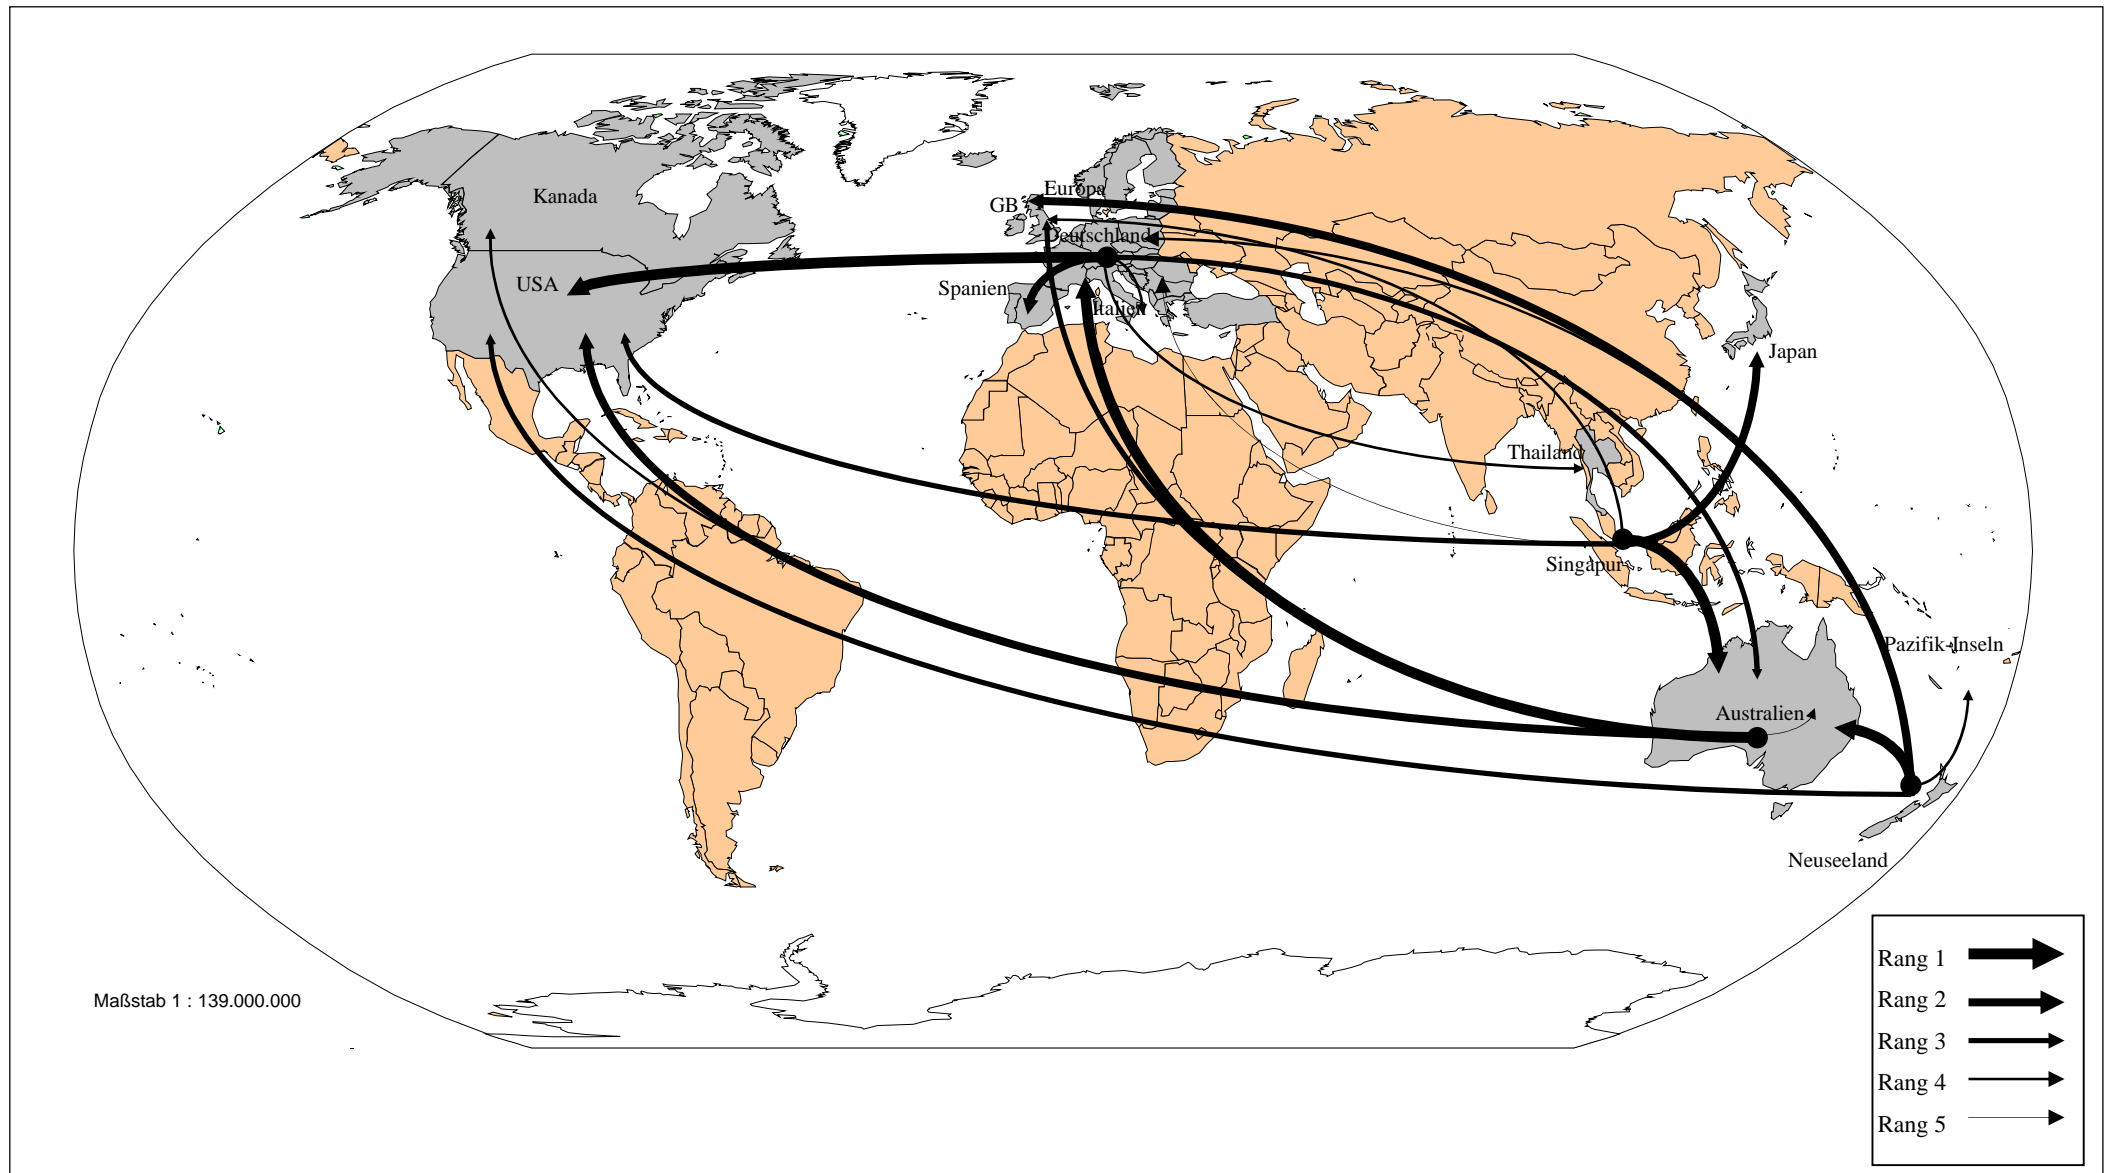 Kanada
Europa
GB
Deutschland
USA
Spanien
Italien
Japan
Thailand
Singapur
Pazifik-Inseln
Australien
Neuseeland
Maßstab 1 : 139.000.000
Rang 1
Rang 2
Rang 3
Rang 4
Rang 5